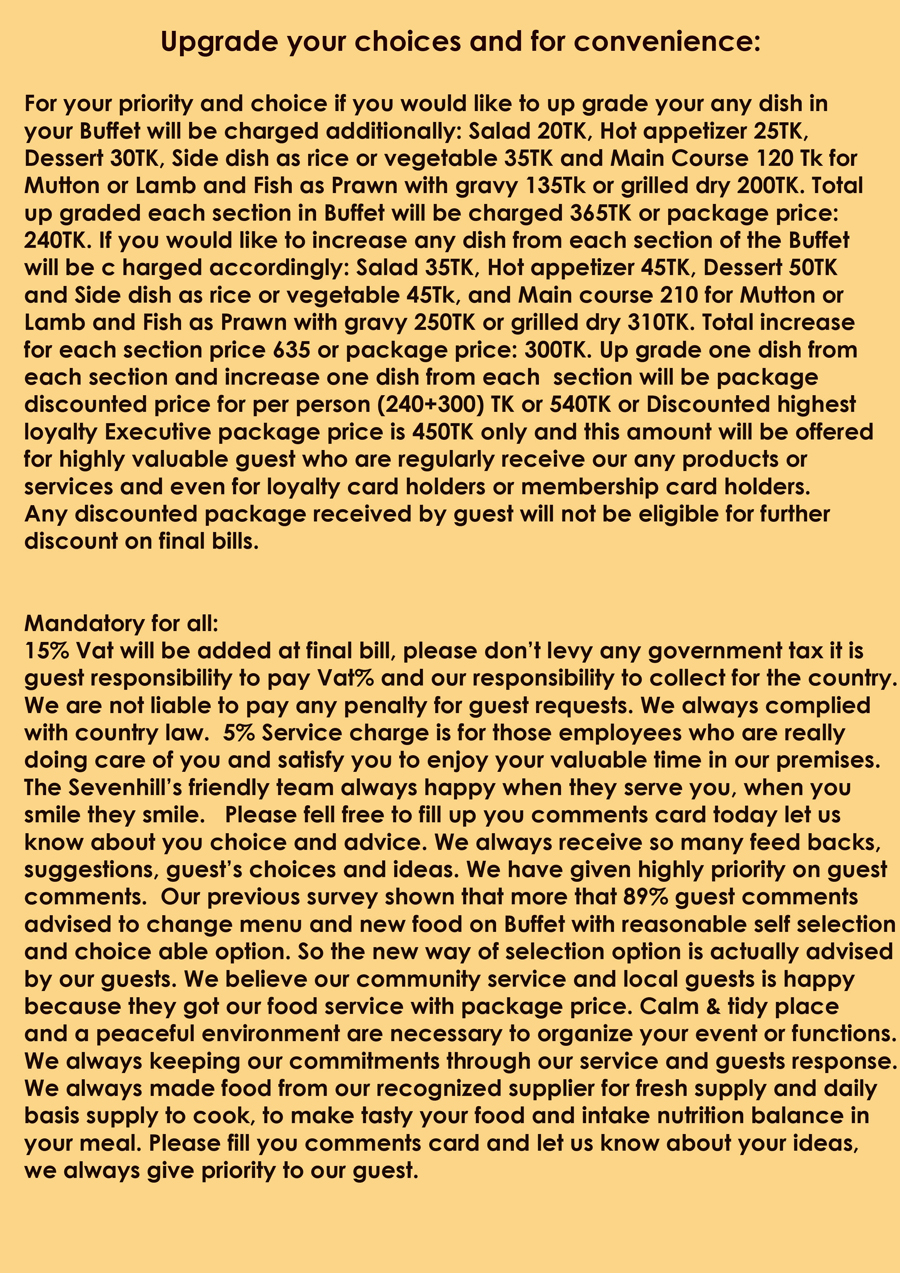 Upgrade your choices and for convenience:
For your priority and choice if you would like to up grade your any dish in
your Buffet will be charged additionally: Salad 20TK, Hot appetizer 25TK,
Dessert 30TK, Side dish as rice or vegetable 35TK and Main Course 120 Tk for
Mutton or Lamb and Fish as Prawn with gravy 135Tk or grilled dry 200TK. Total
up graded each section in Buffet will be charged 365TK or package price:
240TK. If you would like to increase any dish from each section of the Buffet
will be c harged accordingly: Salad 35TK, Hot appetizer 45TK, Dessert 50TK
and Side dish as rice or vegetable 45Tk, and Main course 210 for Mutton or
Lamb and Fish as Prawn with gravy 250TK or grilled dry 310TK. Total increase
for each section price 635 or package price: 300TK. Up grade one dish from
each section and increase one dish from each  section will be package
discounted price for per person (240+300) TK or 540TK or Discounted highest
loyalty Executive package price is 450TK only and this amount will be offered
for highly valuable guest who are regularly receive our any products or
services and even for loyalty card holders or membership card holders.
Any discounted package received by guest will not be eligible for further
discount on final bills.
Mandatory for all:
15% Vat will be added at final bill, please don't levy any government tax it is
guest responsibility to pay Vat% and our responsibility to collect for the country.
We are not liable to pay any penalty for guest requests. We always complied
with country law.  5% Service charge is for those employees who are really
doing care of you and satisfy you to enjoy your valuable time in our premises.
The Sevenhill's friendly team always happy when they serve you, when you
smile they smile.   Please fell free to fill up you comments card today let us
know about you choice and advice. We always receive so many feed backs,
suggestions, guest's choices and ideas. We have given highly priority on guest
comments.  Our previous survey shown that more that 89% guest comments
advised to change menu and new food on Buffet with reasonable self selection
and choice able option. So the new way of selection option is actually advised
by our guests. We believe our community service and local guests is happy
because they got our food service with package price. Calm & tidy place
and a peaceful environment are necessary to organize your event or functions.
We always keeping our commitments through our service and guests response.
We always made food from our recognized supplier for fresh supply and daily
basis supply to cook, to make tasty your food and intake nutrition balance in
your meal. Please fill you comments card and let us know about your ideas,
we always give priority to our guest.